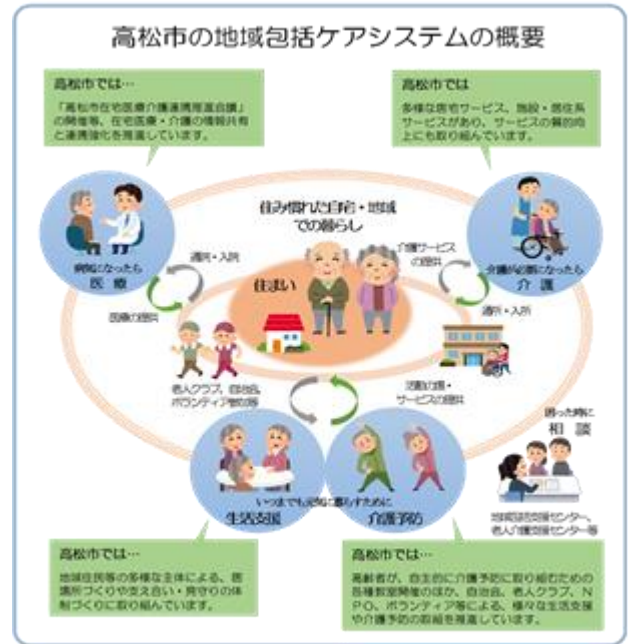 高松市の地域包括ケアシステムの概要
高松市では…
「高松市在宅医療介護連携推進会議」
の開催等、在宅医療・介護の情報共有
と連携強化を推進しています。
高松市では
多様な居宅サービス、施設・居住系
サービスがあり、サービスの質的向
上にも取り組んでいます。
住み慣れた自宅・地域
での暮らし
病気になったら
医療
通院・入院
医療の提供
住まい
介護サービス
の提供
介護が必要になったら
介護
通所・入所
老人クラブ、自治会、
ボランティア
活動の場・
サービスの提供
困った時に
相談
地域包括支援センター、
老人介護支援センター等
いつまでも元気に暮らすために
生活支援
介護予防
高松市では…
地域住民等の多様な主体による、居
場所づくりや支え合い・見守りの体
制づくりに取り組んでいます。
高松市では…
高齢者が、自主的に介護予防に取り組むための
各種教室開催のほか、自治会、老人クラブ、N
PO、ボランティア等による、様々な生活支援
や介護予防の取組を推進しています。